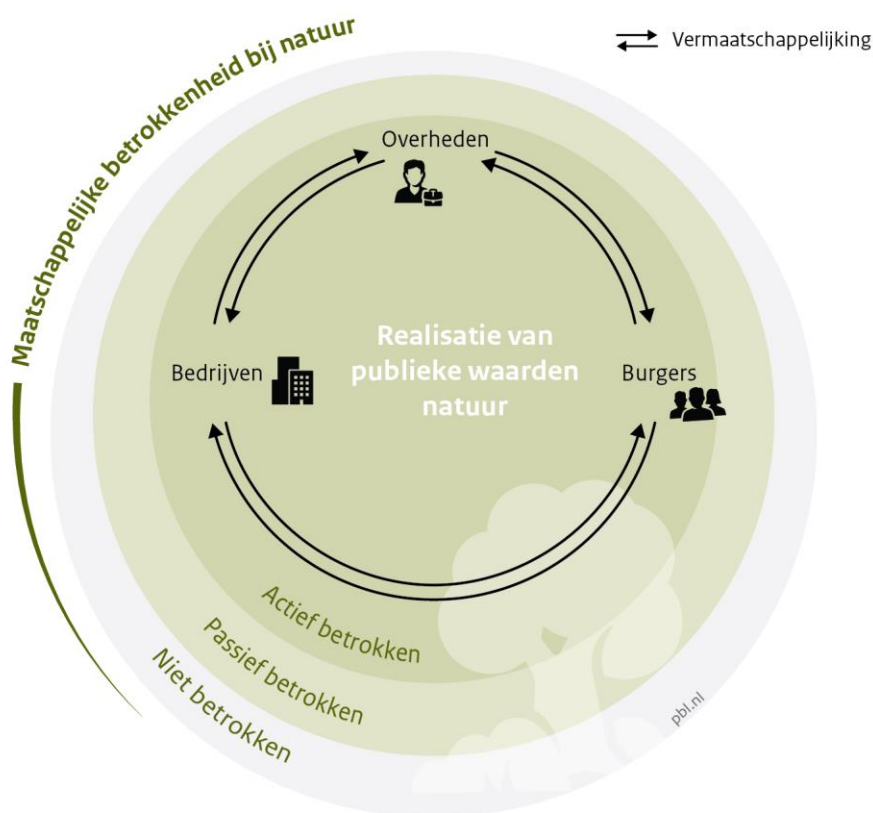 Maatschappelijke betrokkenheid bij natuur
Vermaatschappelijking
Overheden
Bedrijven
Realisatie van
publieke waarden
natuur
Burgers
Actief betrokken
Passief betrokken
Niet betrokken
pbl.nl